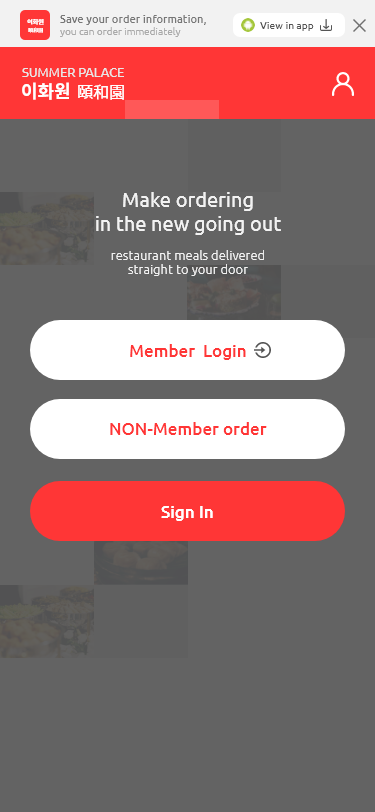 이화원
頤和園
Save your order information,
you can order immediately
View in app
SUMMER PALACE
이화원 頤和園
Make ordering
in the new going out
restaurant meals delivered
straight to your door
Member Login
NON-Member order
Sign In